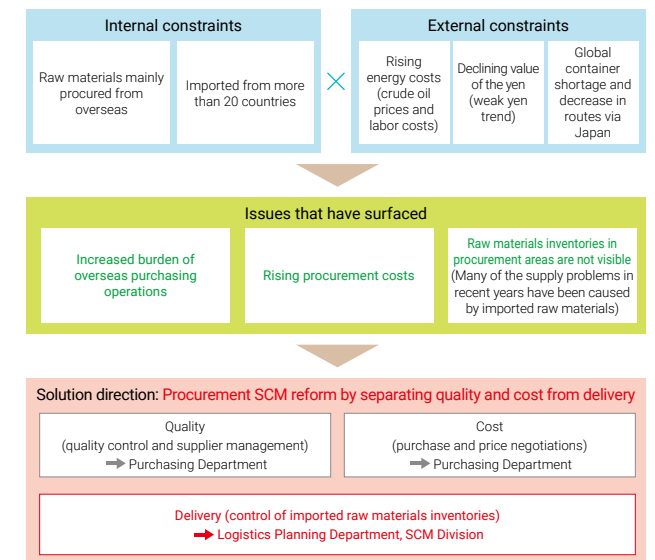 Internal constraints
Raw materials mainly
procured from
overseas
Imported from more
than 20 countries
×
External constraints
Rising
energy costs
(crude oil
prices and
labor costs)
Declining value
of the yen
(weak yen
trend)
Global
container
shortage and
decrease in
routes via
Japan
Issues that have surfaced
Increased burden of
overseas purchasing
operations
Rising procurement costs
Raw materials inventories in
procurement areas are not visible
(Many of the supply problems in
recent years have been caused
by imported raw materials)
Solution direction: Procurement SCM reform by separating quality and cost from delivery
Quality
(quality control and supplier management)
➞ Purchasing Department
Cost
(purchase and price negotiations)
➞ Purchasing Department
Delivery (control of imported raw materials inventories)
➞ Logistics Planning Department, SCM Division